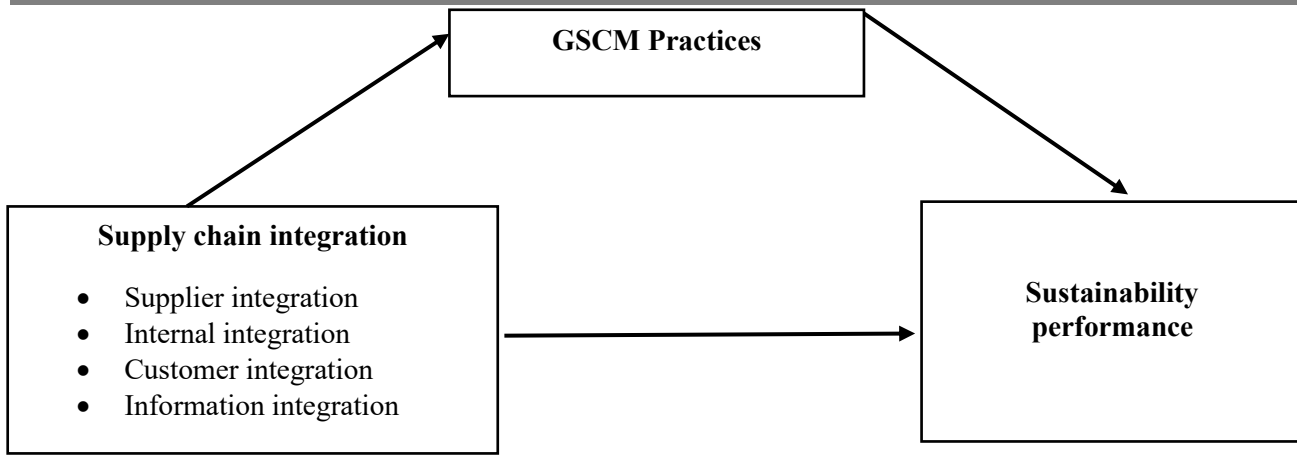 GSCM Practices
Supply chain integration
• Supplier integration
• Internal integration
• Customer integration
• Information integration
Sustainability
performance